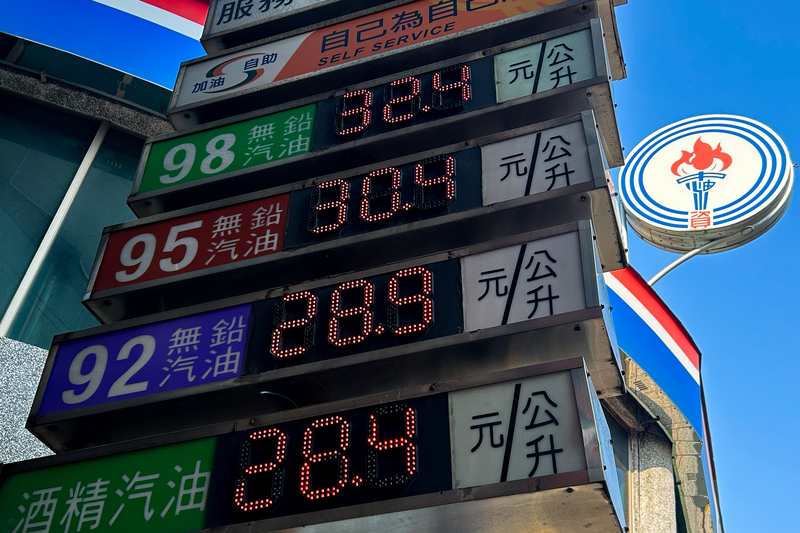 服務
加油 自助 自己為自己
SELF SERVICE
98 無鉛汽油 32.4 元/公升
95 無鉛汽油 30.4 元/公升
92 無鉛汽油 28.9 元/公升
酒精汽油 28.4 元/公升